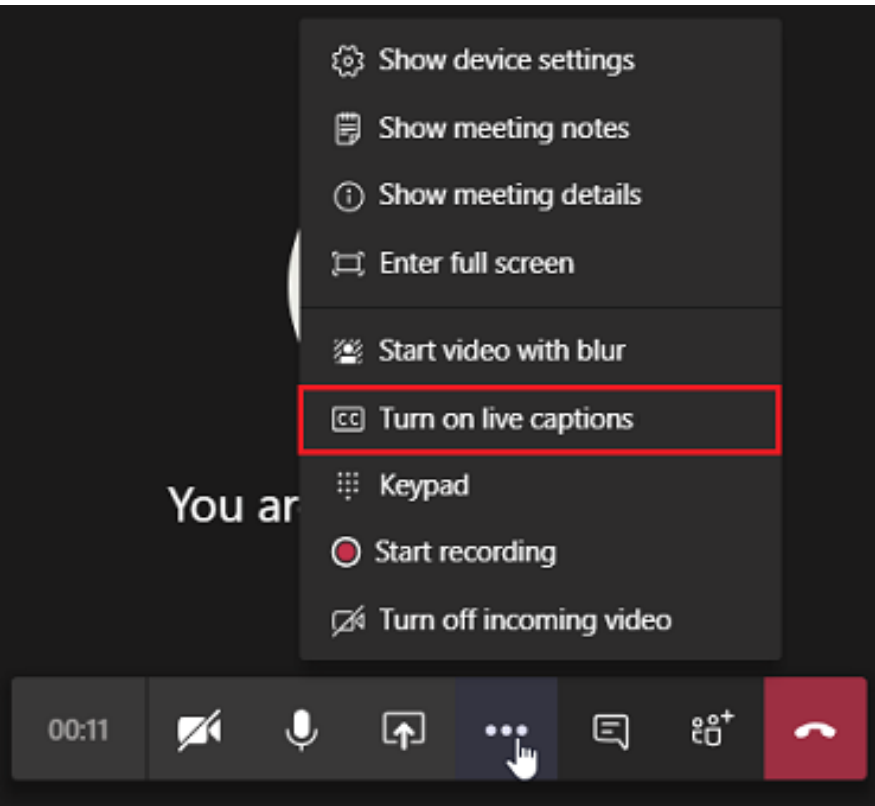 Show device settings
Show meeting notes
Show meeting details
Enter full screen
Start video with blur
CC Turn on live captions
Keypad
You
Start recording
Turn off incoming video
00:11